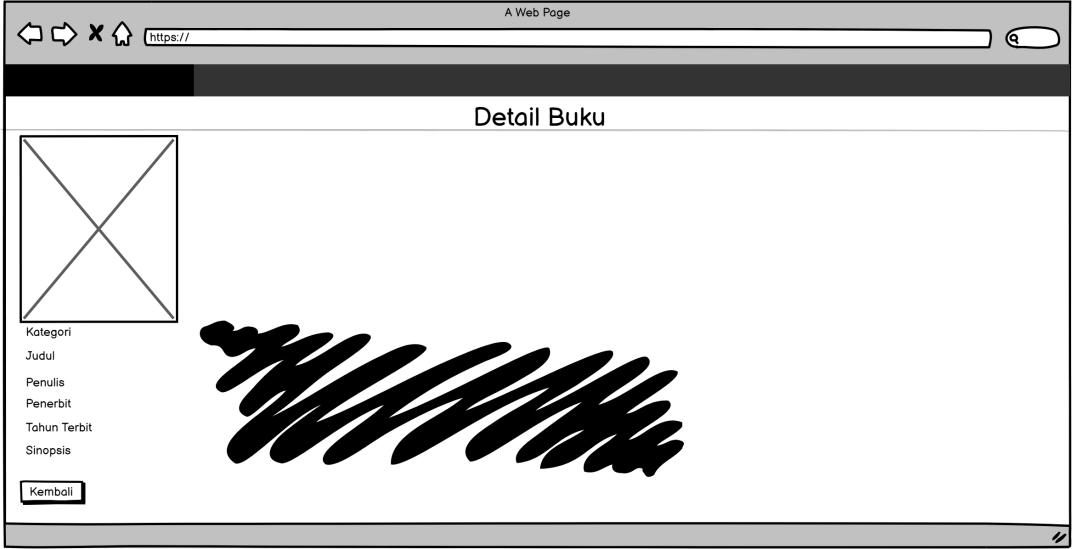 A Web Page
https://
Detail Buku
Kategori
Judul
Penulis
Penerbit
Tahun Terbit
Sinopsis
Kembali